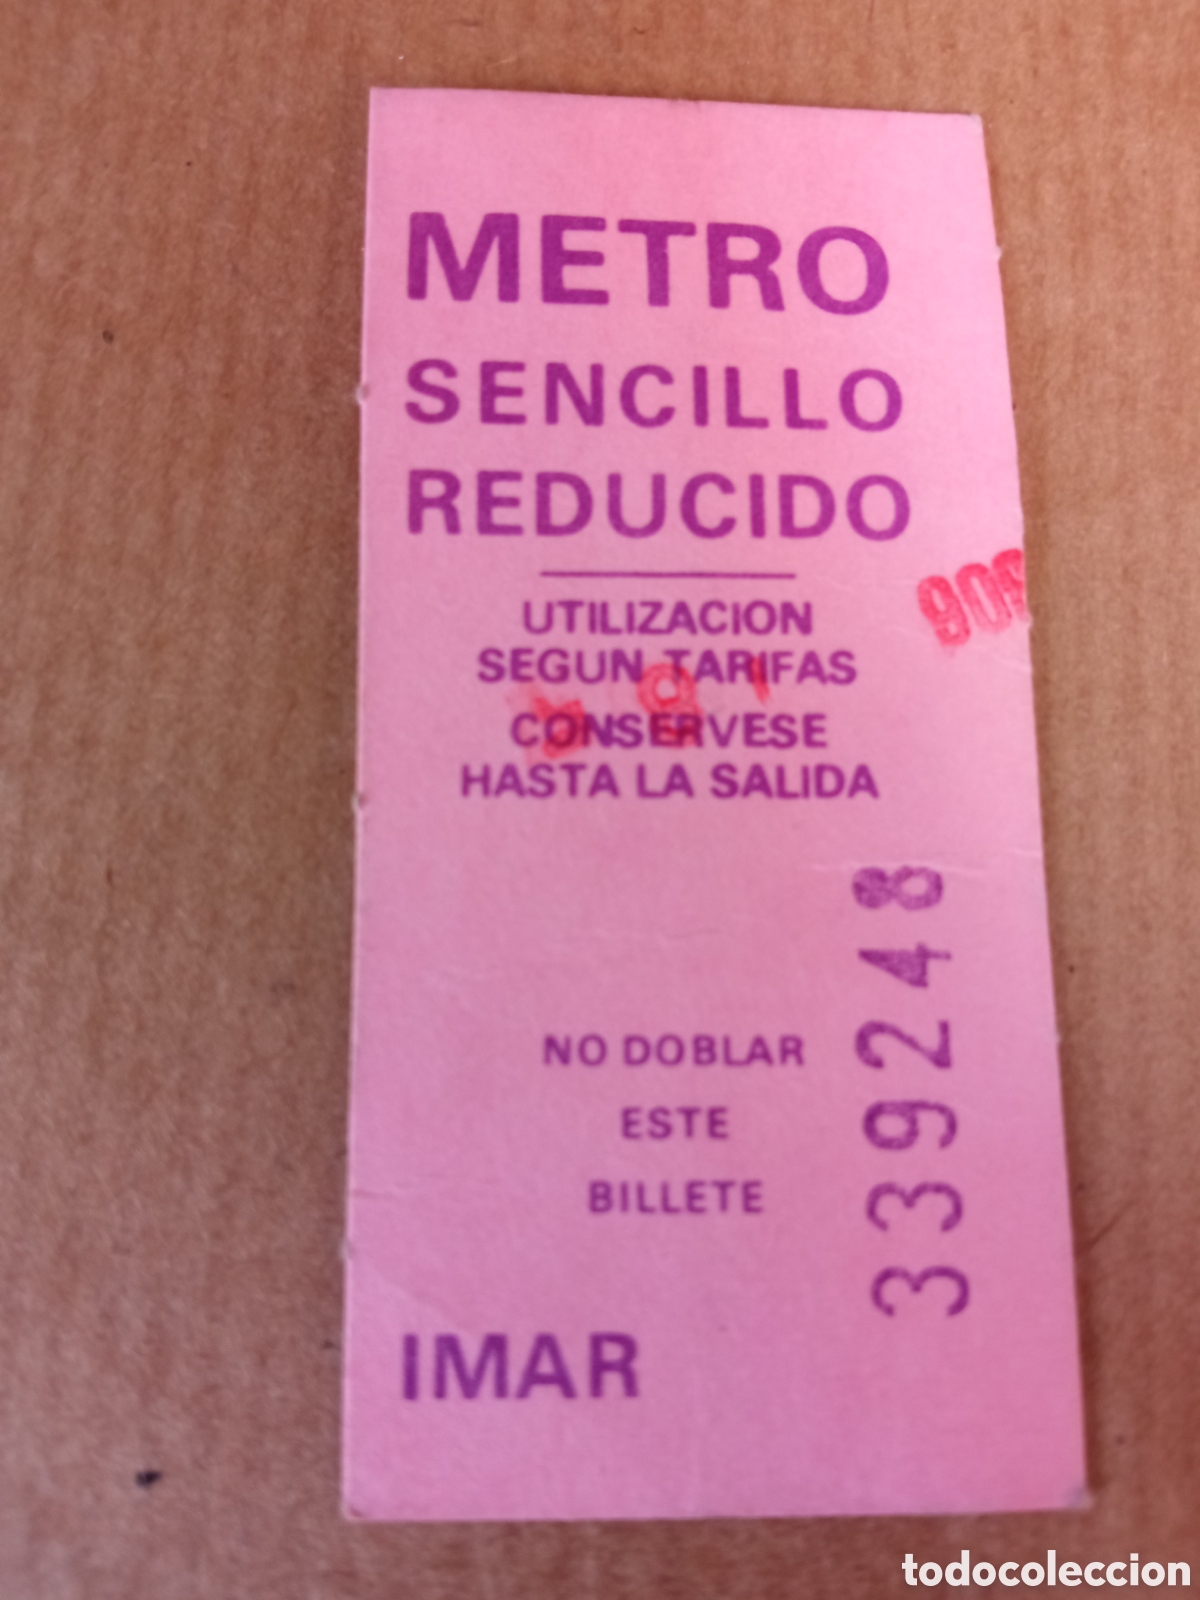 METRO
SENCILLO
REDUCIDO
UTILIZACION
SEGUN TARIFAS
CONSERVESE
HASTA LA SALIDA
NO DOBLAR
ESTE
BILLETE
339248
IMAR
todocoleccion